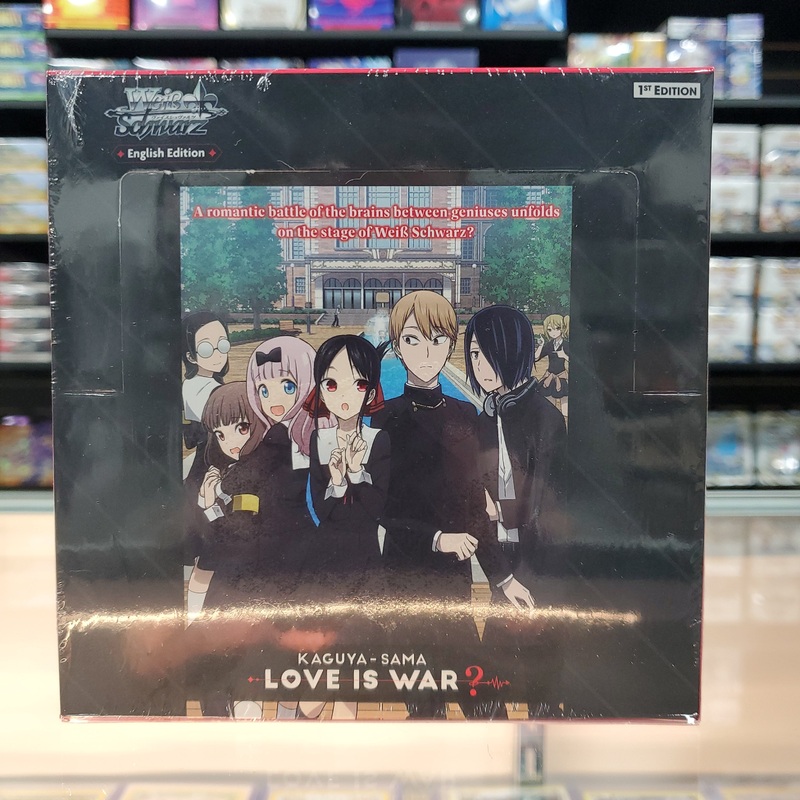 Weiß
Schwarz
1ST EDITION
English Edition
A romantic battle of the brains between geniuses unfolds
on the stage of Weiß Schwarz?
KAGUYA-SAMA
LOVE IS WAR?